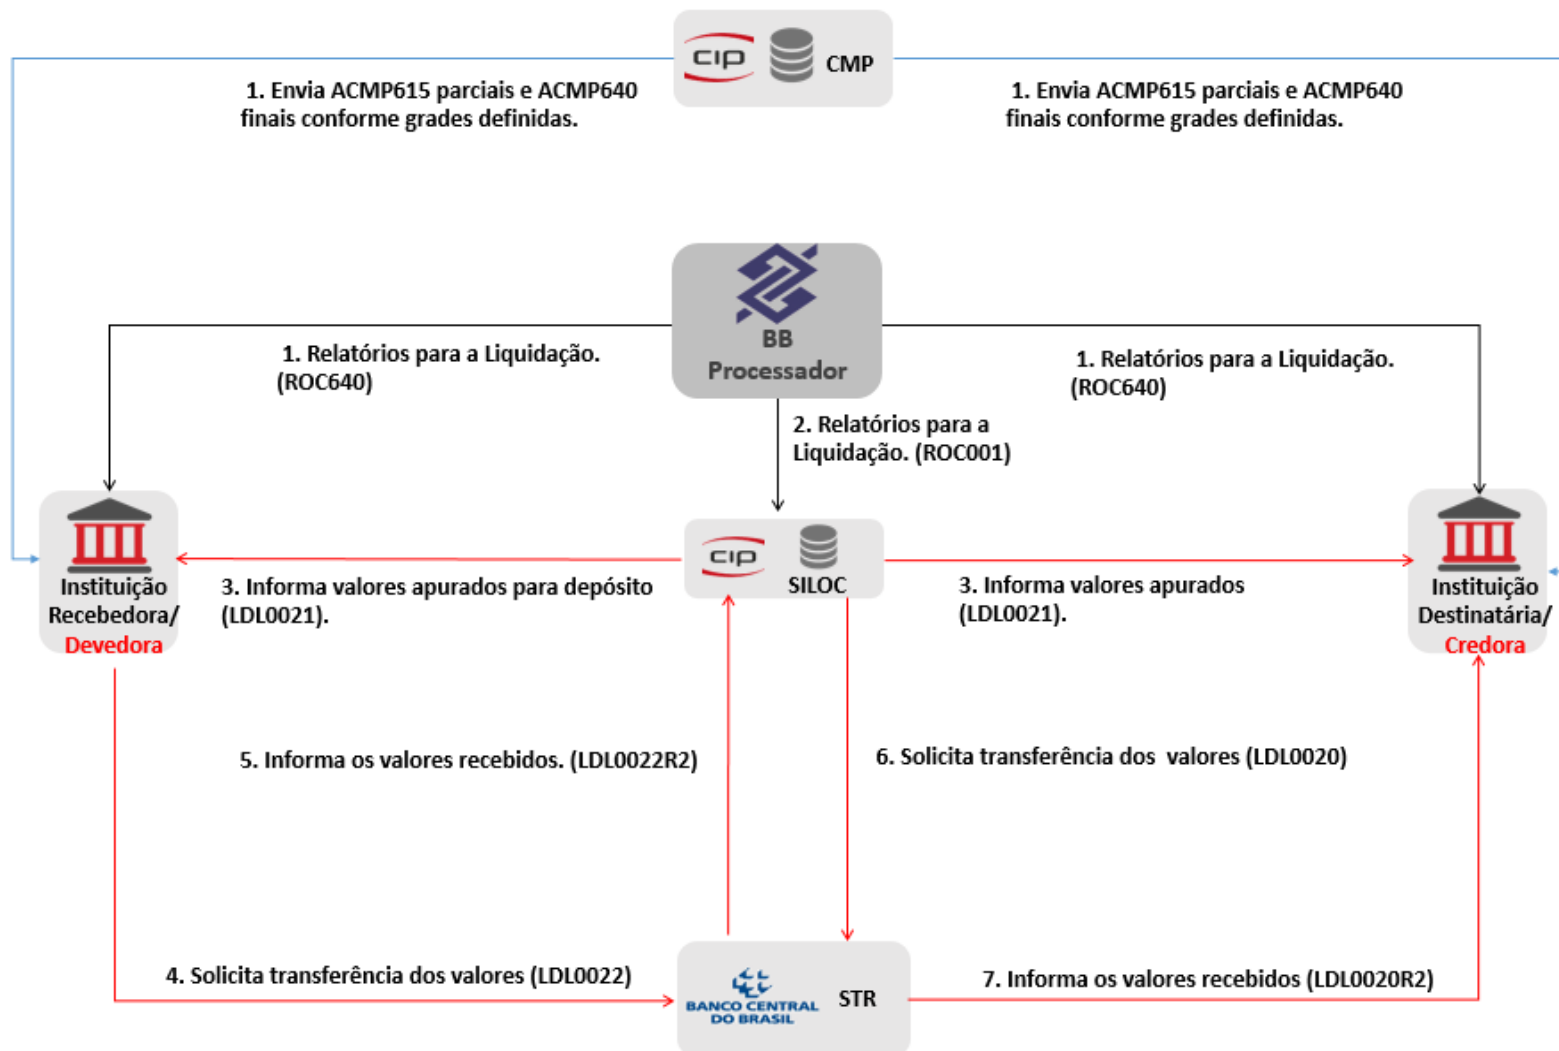 CIP
CMP
1. Envia ACMP615 parciais e ACMP640
finais conforme grades definidas.
1. Envia ACMP615 parciais e ACMP640
finais conforme grades definidas.
BB
Processador
1. Relatórios para a Liquidação.
(ROC640)
1. Relatórios para a Liquidação.
(ROC640)
2. Relatórios para a
Liquidação. (ROC001)
Instituição
Recebedora/
Devedora
3. Informa valores apurados para depósito
(LDL0021).
CIP
SILOC
3. Informa valores apurados
(LDL0021).
Instituição
Destinatária/
Credora
5. Informa os valores recebidos. (LDL0022R2)
6. Solicita transferência dos  valores (LDL0020)
4. Solicita transferência dos valores (LDL0022)
BANCO CENTRAL
DO BRASIL
STR
7. Informa os valores recebidos (LDL0020R2)